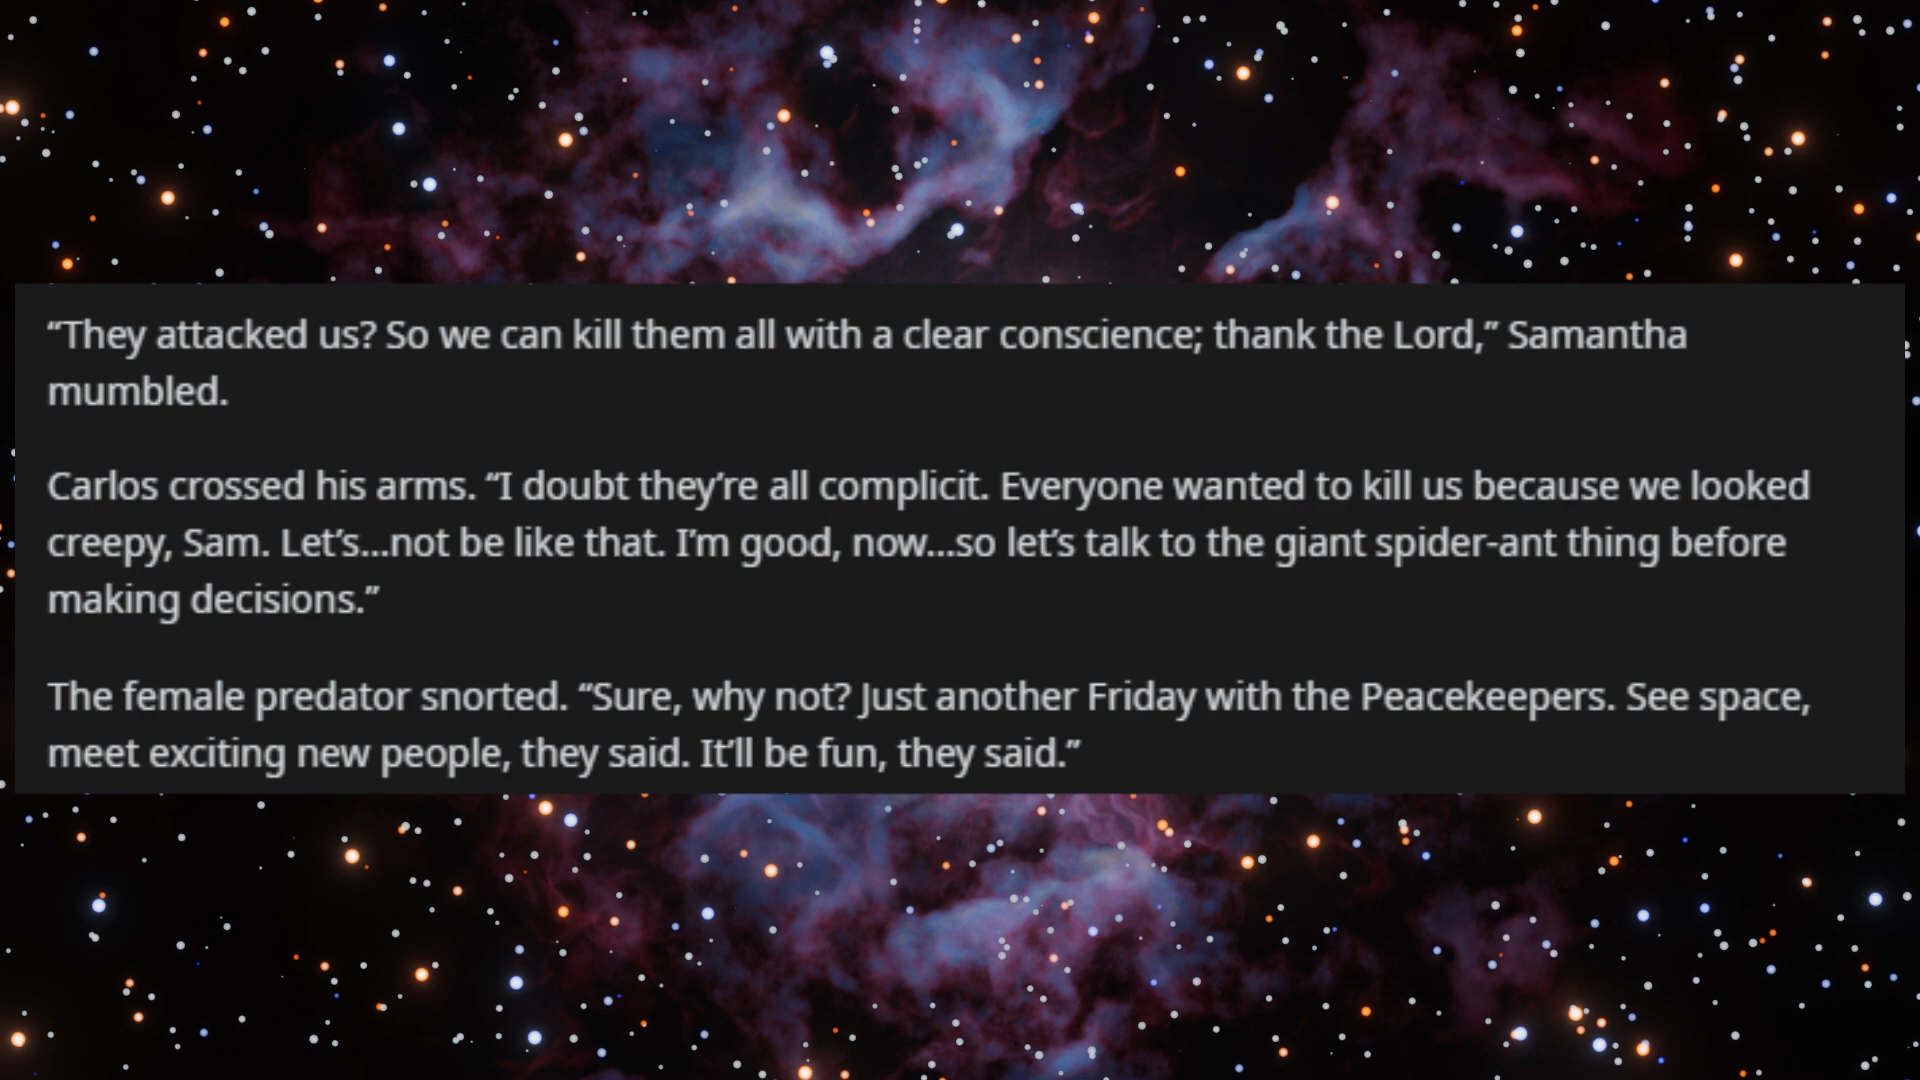 “They attacked us? So we can kill them all with a clear conscience; thank the Lord,” Samantha
mumbled.
Carlos crossed his arms. “I doubt they’re all complicit. Everyone wanted to kill us because we looked
creepy, Sam. Let’s...not be like that. I’m good, now...so let’s talk to the giant spider-ant thing before
making decisions.”
The female predator snorted. “Sure, why not? Just another Friday with the Peacekeepers. See space,
meet exciting new people, they said. It’ll be fun, they said.”